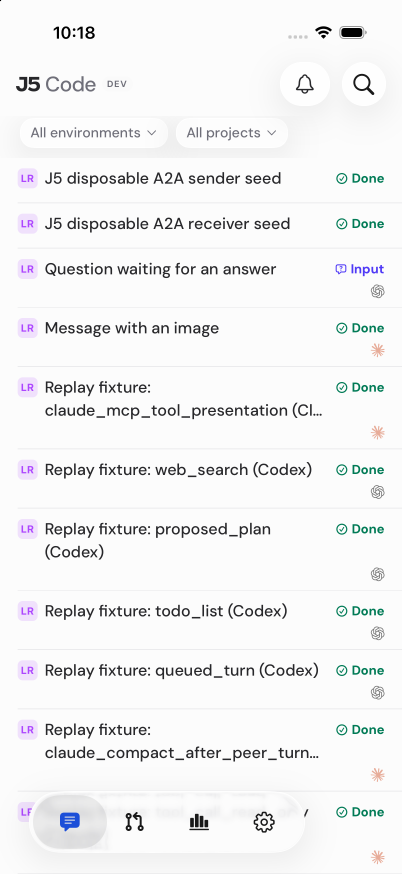 10:18
J5 Code DEV
All environments All projects
LR J5 disposable A2A sender seed Done
LR J5 disposable A2A receiver seed Done
LR Question waiting for an answer Input
LR Message with an image Done
LR Replay fixture: Done
claude_mcp_tool_presentation (Cl...
LR Replay fixture: web_search (Codex) Done
LR Replay fixture: proposed_plan Done
(Codex)
LR Replay fixture: todo_list (Codex) Done
LR Replay fixture: queued_turn (Codex) Done
LR Replay fixture: Done
claude_compact_after_peer_turn...
Done